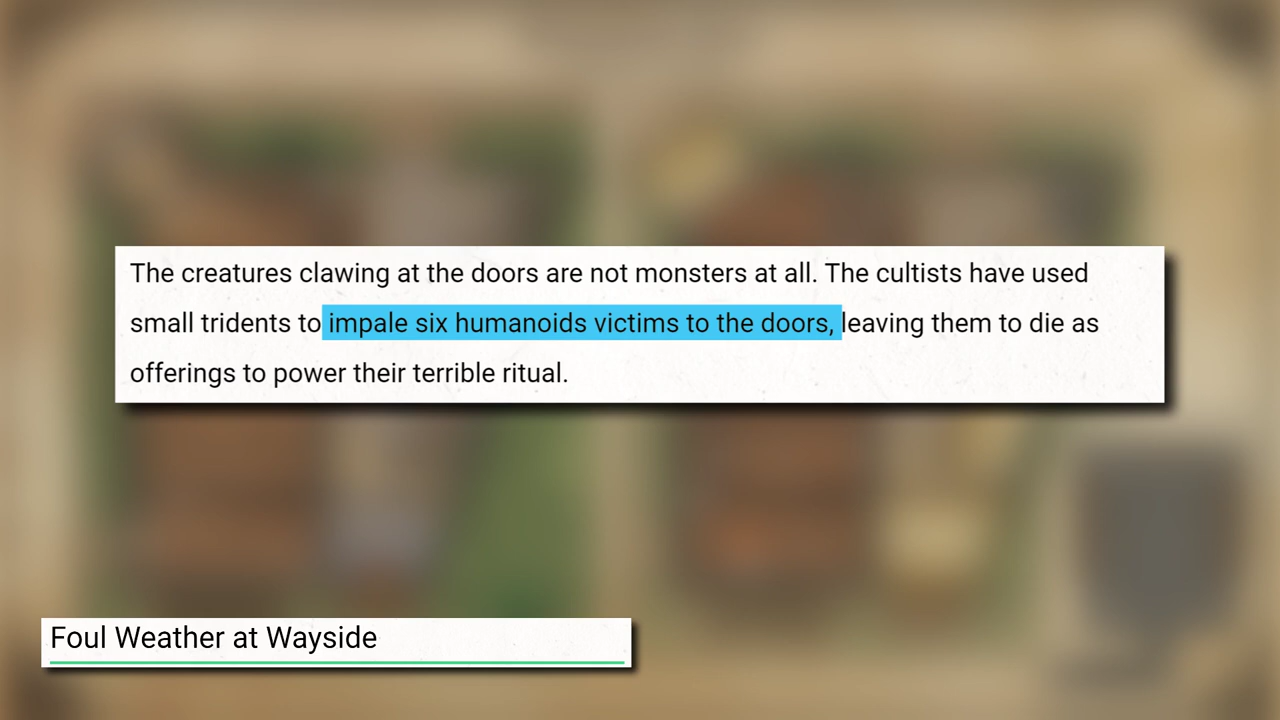 The creatures clawing at the doors are not monsters at all. The cultists have used
small tridents to impale six humanoids victims to the doors, leaving them to die as
offerings to power their terrible ritual.
Foul Weather at Wayside